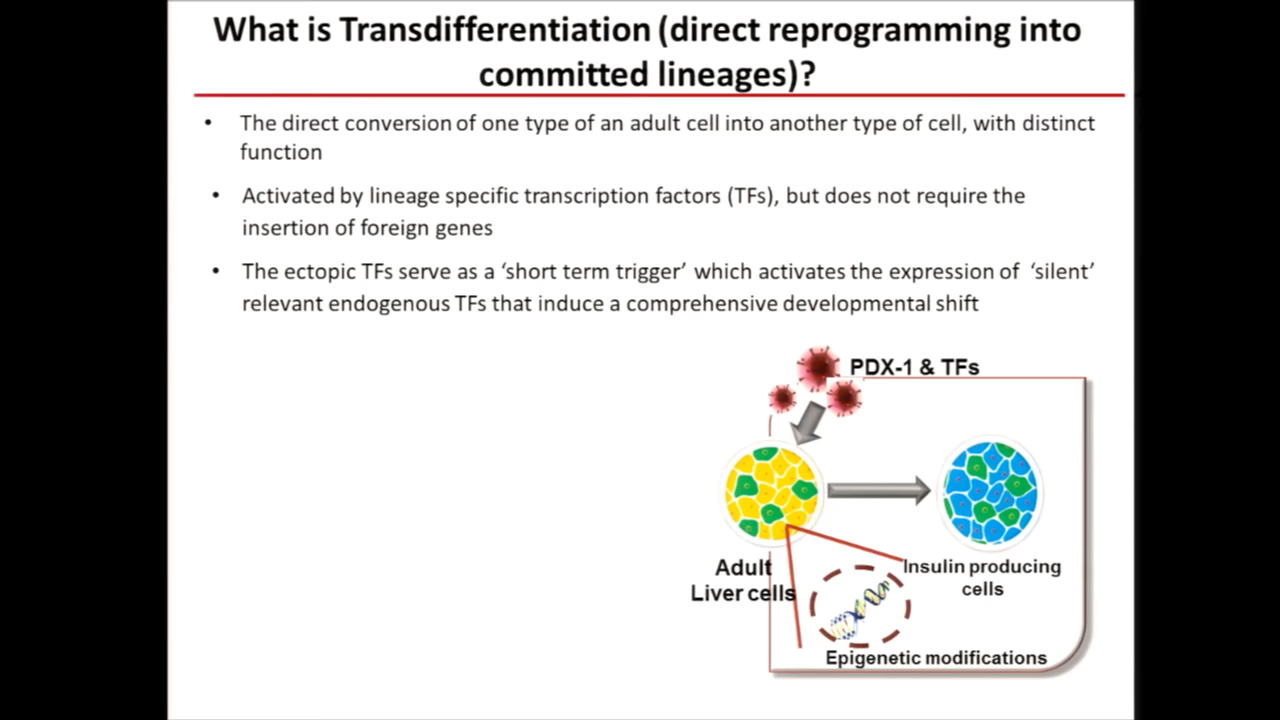 What is Transdifferentiation (direct reprogramming into
committed lineages)?
• The direct conversion of one type of an adult cell into another type of cell, with distinct
function
• Activated by lineage specific transcription factors (TFs), but does not require the
insertion of foreign genes
• The ectopic TFs serve as a ‘short term trigger’ which activates the expression of ‘silent’
relevant endogenous TFs that induce a comprehensive developmental shift
PDX-1 & TFs
Adult
Liver cells
Insulin producing
cells
Epigenetic modifications